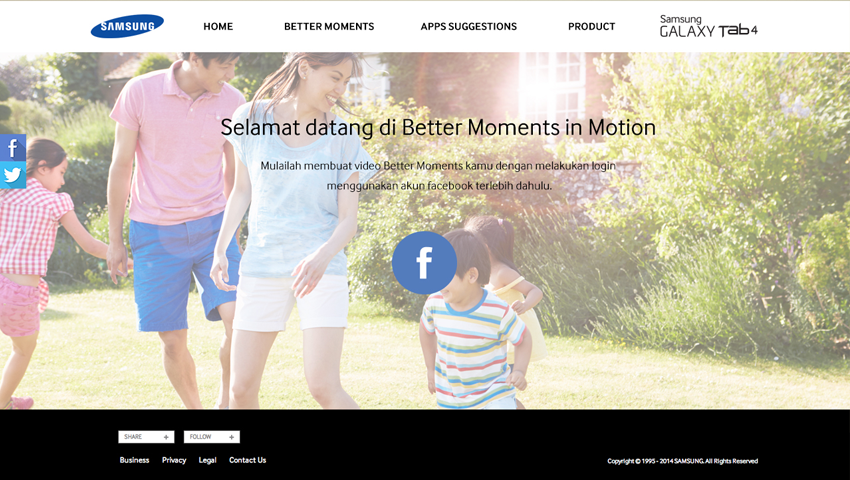 SAMSUNG
HOME
BETTER MOMENTS
APPS SUGGESTIONS
PRODUCT
Samsung
GALAXY Tab4
Selamat datang di Better Moments in Motion
Mulailah membuat video Better Moments kamu dengan melakukan login
menggunakan akun facebook terlebih dahulu.
f
f
SHARE +
FOLLOW +
Business
Privacy
Legal
Contact Us
Copyright © 1995 - 2014 SAMSUNG. All Rights Reserved